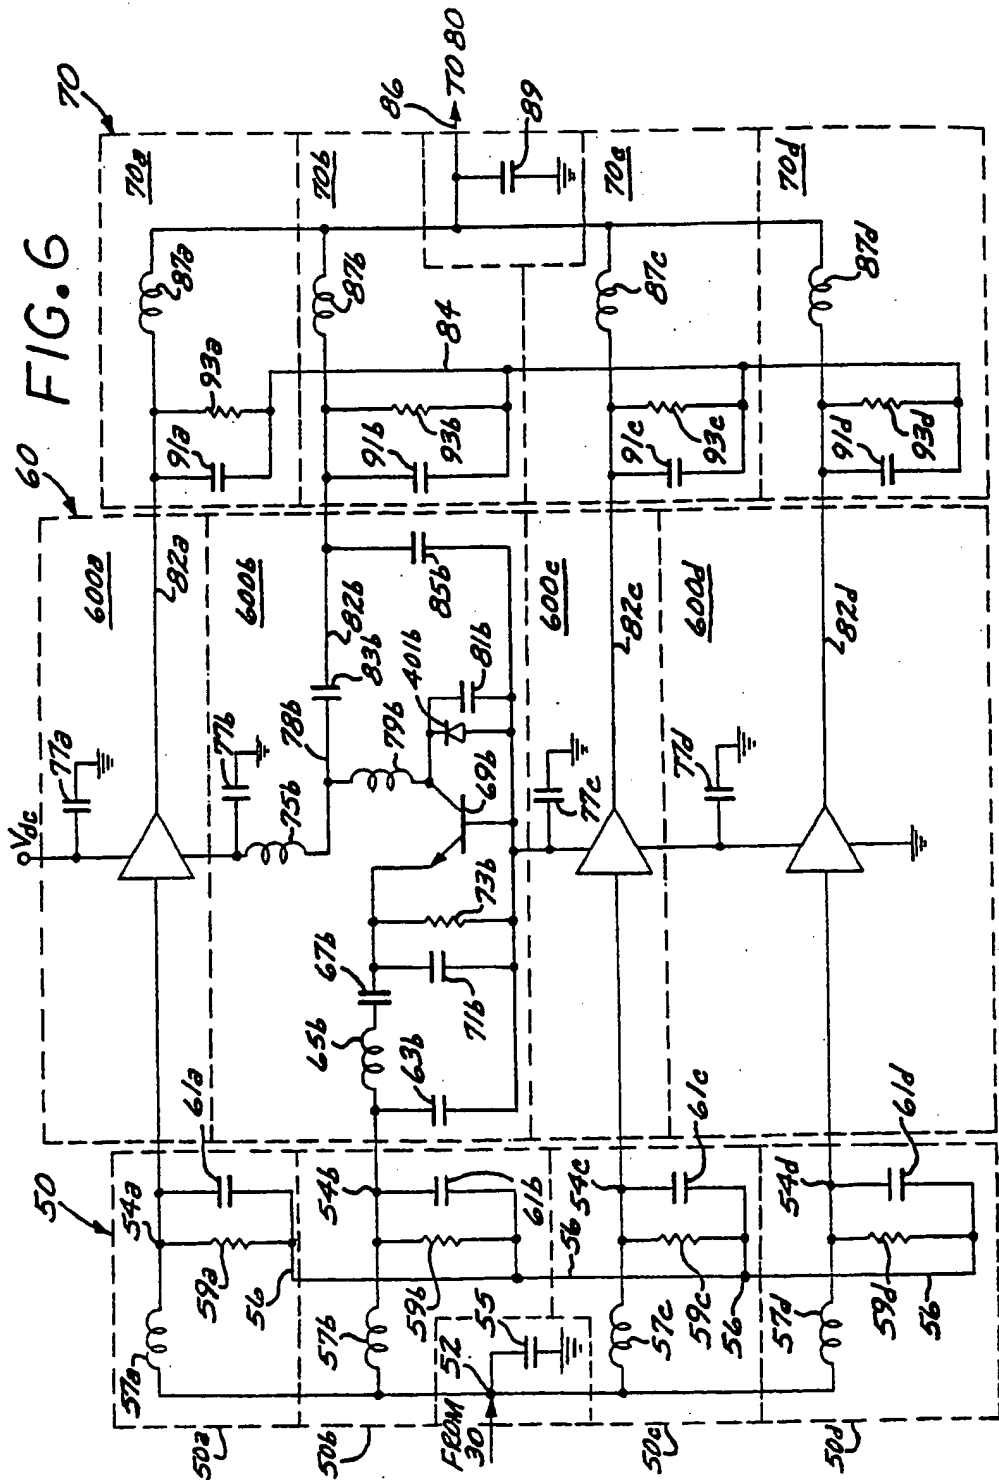 FIG. 6
50
60
70
600a
600b
600c
600d
70a
70b
70c
70d
50a
50b
50c
50d
Vdc
77a
82a
87a
93a
91a
61a
54a
59a
56
57a
77b
75b
78b
83b
82b
85b
401b
81b
79b
69b
73b
71b
67b
65b
63b
61b
54b
59b
57b
91b
93b
87b
84
86
TO 80
89
52
55
FROM
30
56
77c
82c
91c
93c
87c
54c
61c
59c
56
57c
77d
82d
91d
93d
87d
54d
61d
59d
56
57d